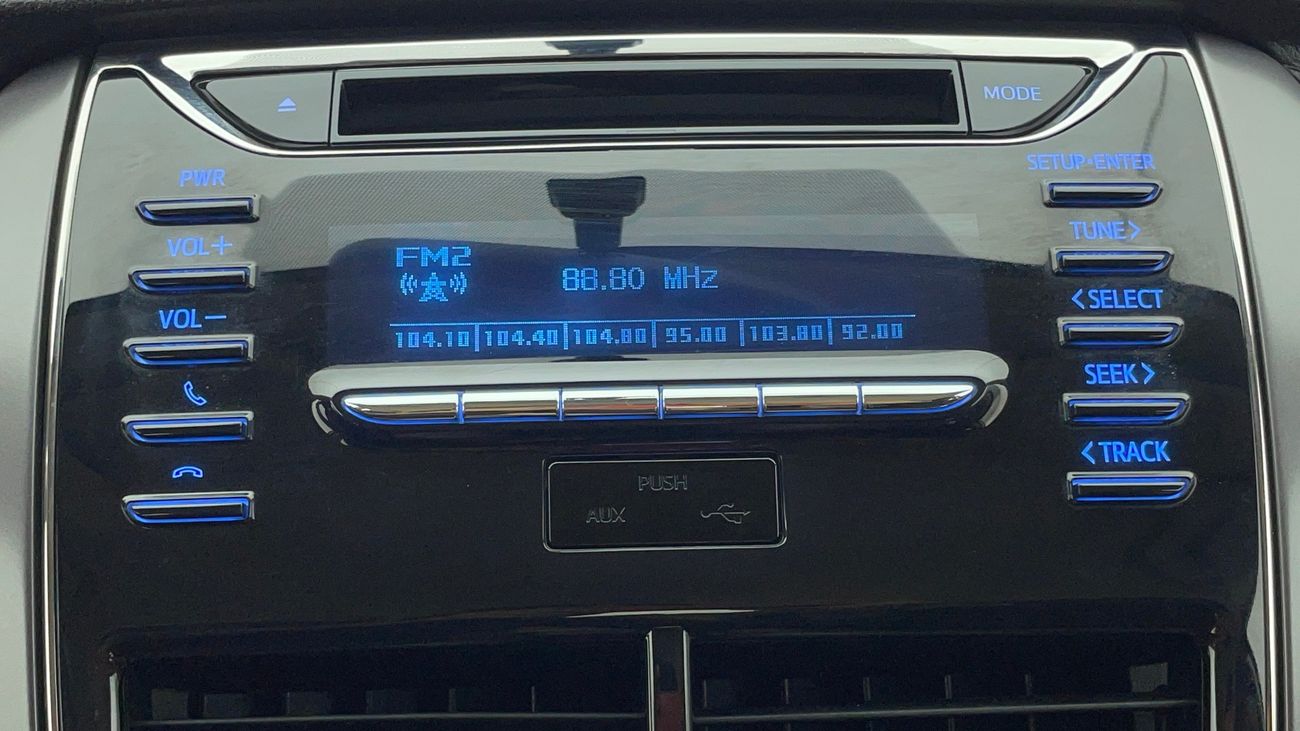 MODE
PWR
SETUP·ENTER
VOL+
TUNE>
VOL-
<SELECT
SEEK>
<TRACK
FM2
88.80 MHz
104.10|104.40|104.80|95.00|103.80|92.00
PUSH
AUX